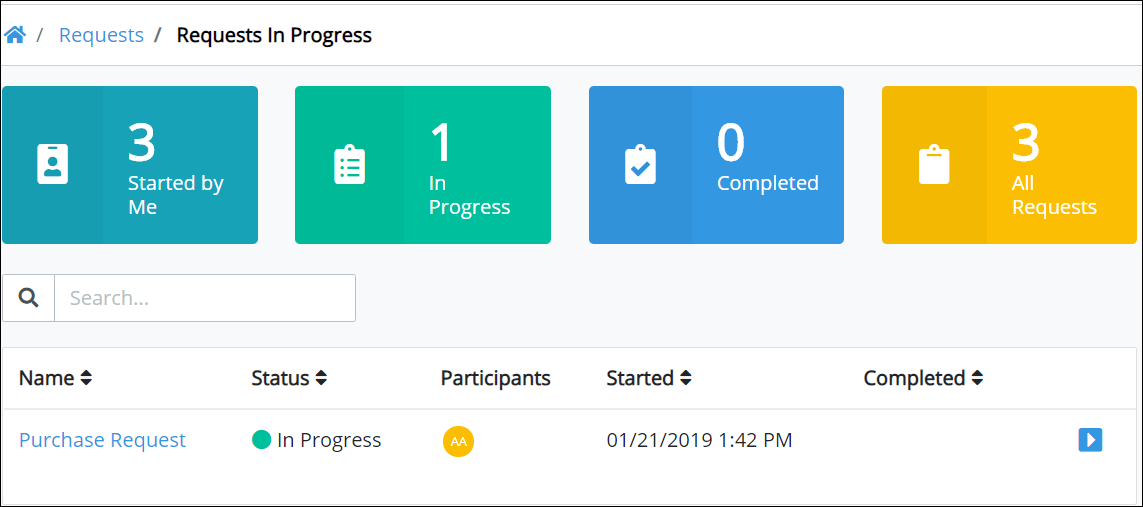 / Requests / Requests In Progress
3
Started by
Me
1
In
Progress
0
Completed
3
All
Requests
Search...
Name Status Participants Started Completed
Purchase Request In Progress AA 01/21/2019 1:42 PM